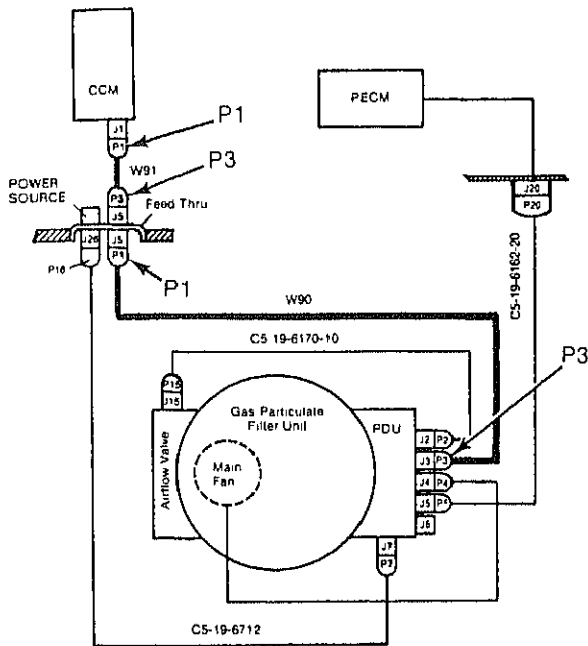 CCM
PECM
J1
P1
P1
W91
P3
P3
POWER
SOURCE
J5
Feed Thru
J26
J5
P1
P18
P1
J20
P20
C5-19-6162-20
W90
C5 19-6170-10
P3
P15
J15
Gas Particulate
Filter Unit
PDU
J2 P2
J3 P3
J4 P4
J5 P5
J6
Airflow Valve
Main
Fan
J7
P7
C5-19-6712